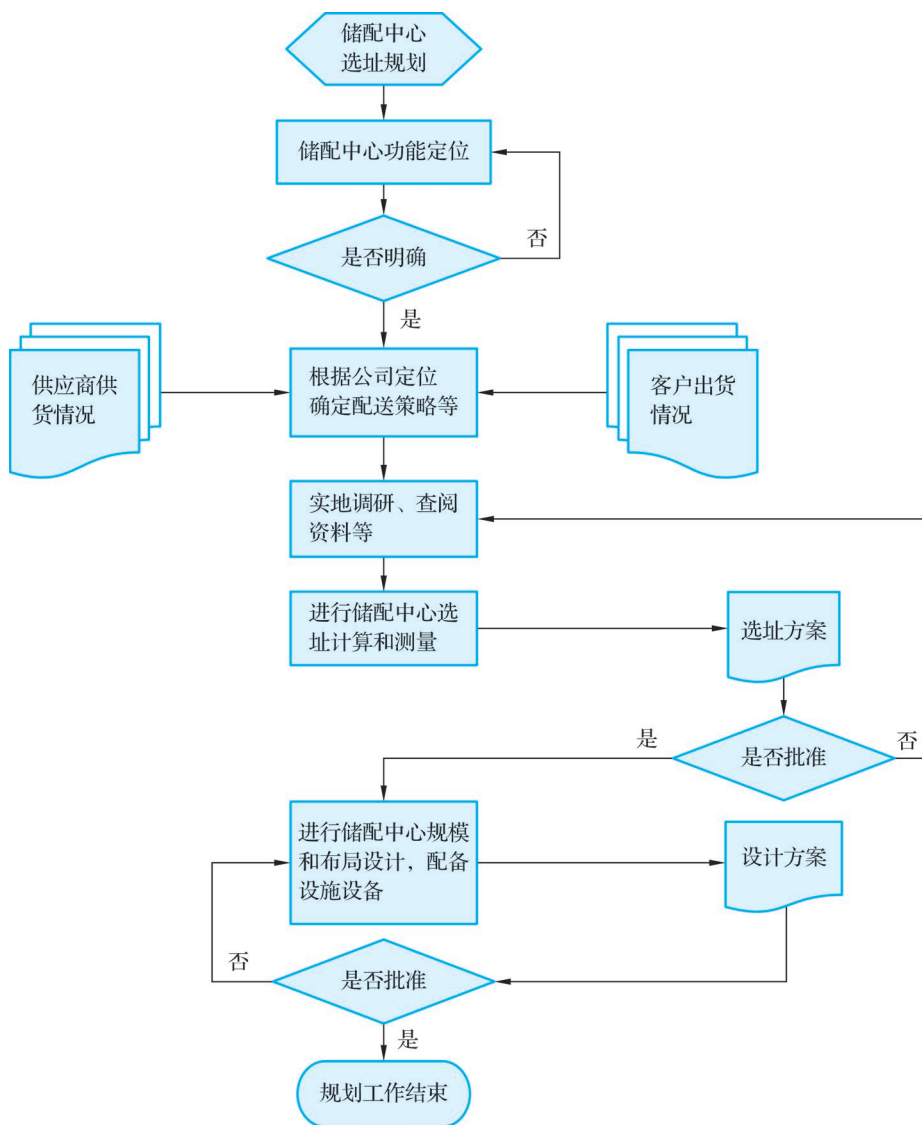 储配中心
选址规划
储配中心功能定位
否
是否明确
是
供应商供
货情况
根据公司定位
确定配送策略等
客户出货
情况
实地调研、查阅
资料等
进行储配中心选
址计算和测量
选址方案
是
是否批准
否
进行储配中心规模
和布局设计，配备
设施设备
设计方案
否
是否批准
是
规划工作结束